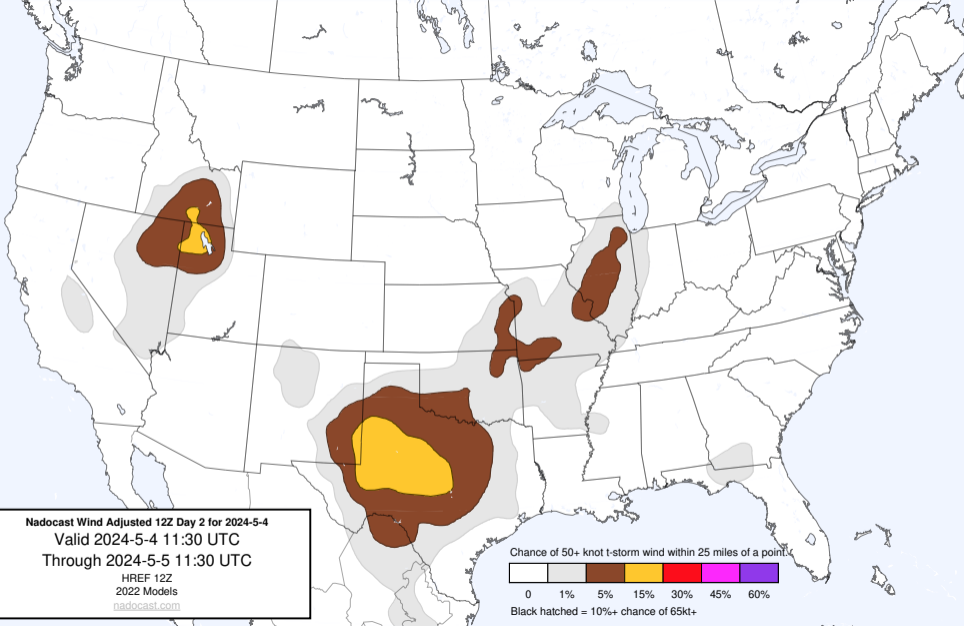 Nadocast Wind Adjusted 12Z Day 2 for 2024-5-4
Valid 2024-5-4 11:30 UTC
Through 2024-5-5 11:30 UTC
HREF 12Z
2022 Models
nadocast.com
Chance of 50+ knot t-storm wind within 25 miles of a point.
0 1% 5% 15% 30% 45% 60%
Black hatched = 10%+ chance of 65kt+